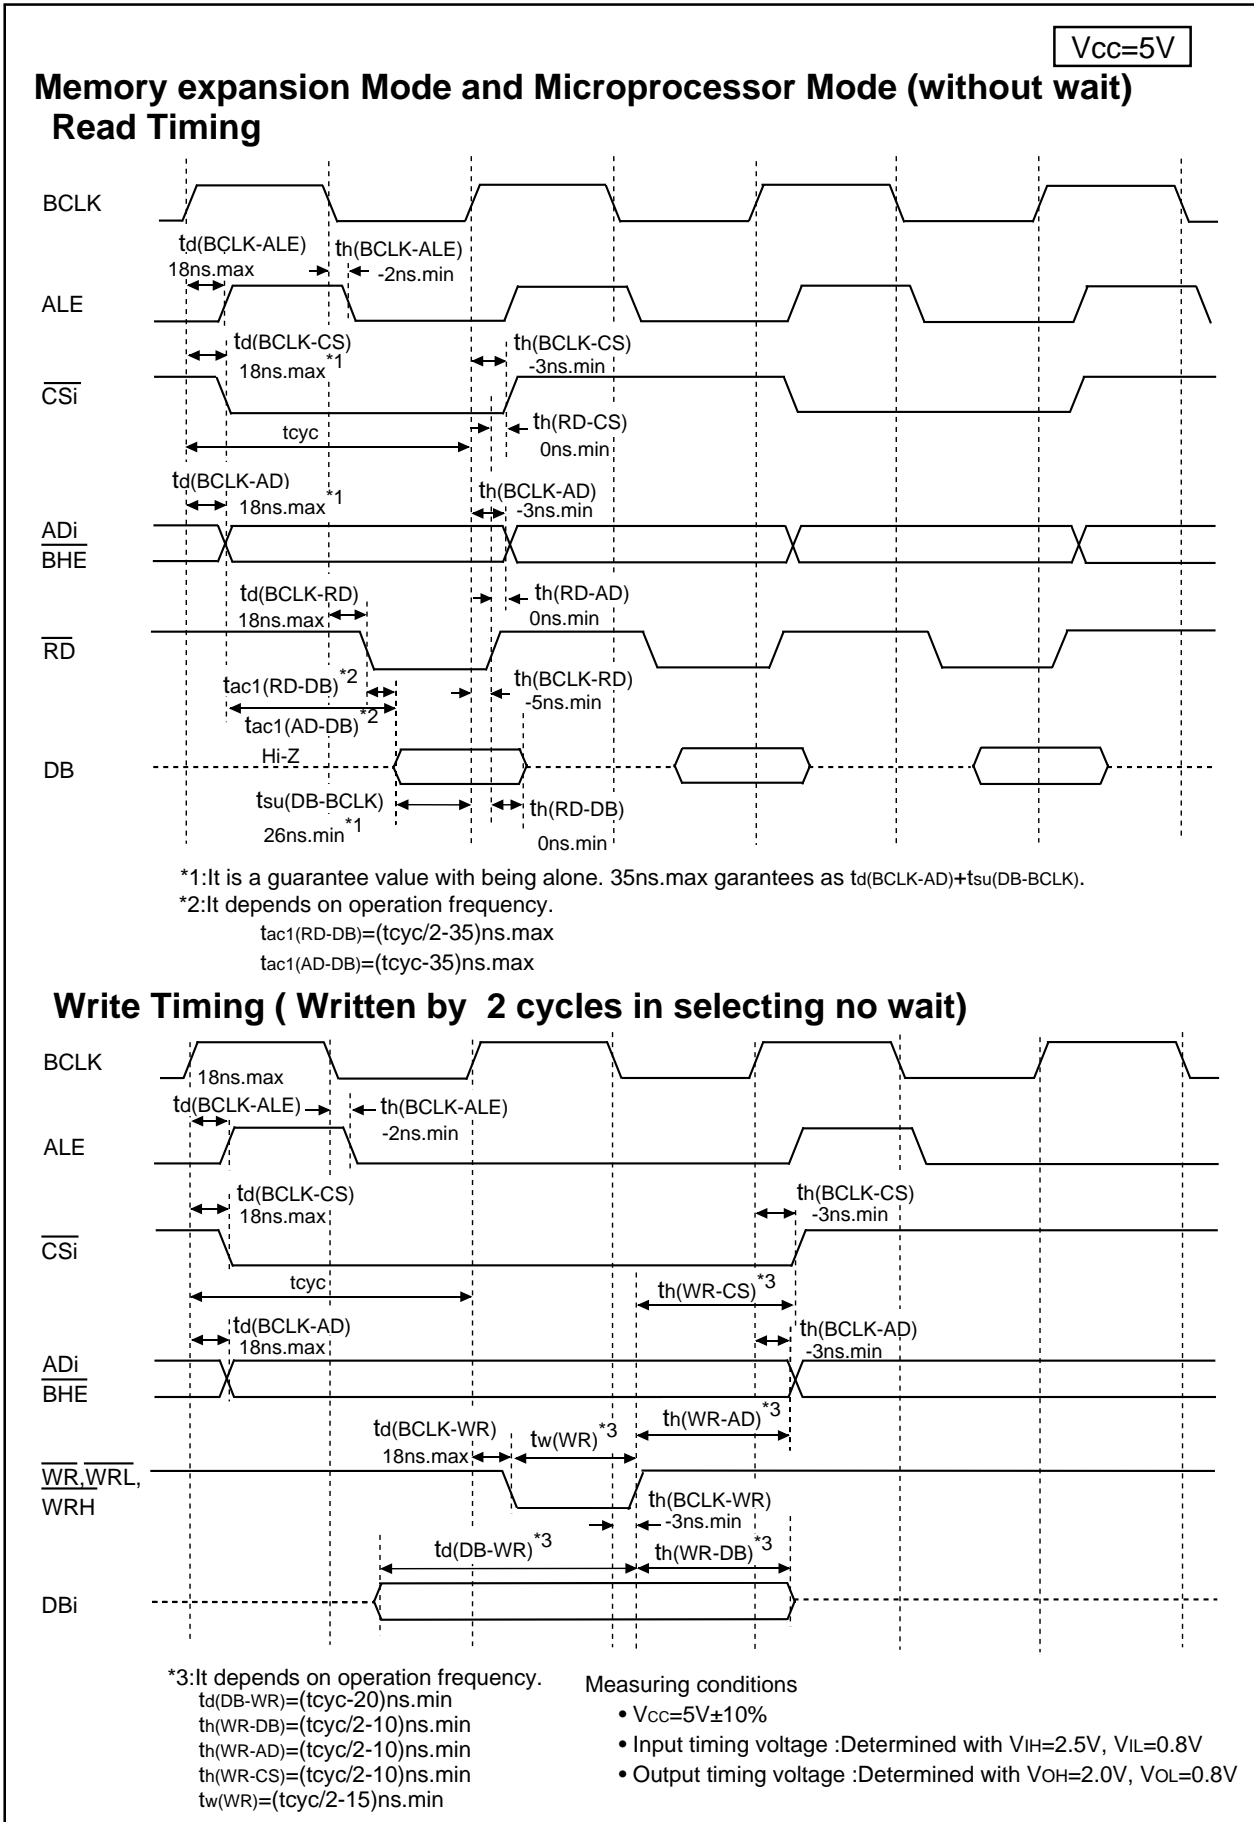 Vcc=5V
Memory expansion Mode and Microprocessor Mode (without wait)
Read Timing
BCLK
td(BCLK-ALE)
18ns.max
th(BCLK-ALE)
-2ns.min
ALE
td(BCLK-CS)
18ns.max*1
th(BCLK-CS)
-3ns.min
CSi
tcyc
th(RD-CS)
0ns.min
td(BCLK-AD)
18ns.max*1
th(BCLK-AD)
-3ns.min
ADi
BHE
td(BCLK-RD)
18ns.max
th(RD-AD)
0ns.min
RD
tac1(RD-DB)*2
th(BCLK-RD)
-5ns.min
tac1(AD-DB)*2
Hi-Z
DB
tsu(DB-BCLK)
26ns.min*1
th(RD-DB)
0ns.min
*1:It is a guarantee value with being alone. 35ns.max garantees as td(BCLK-AD)+tsu(DB-BCLK).
*2:It depends on operation frequency.
tac1(RD-DB)=(tcyc/2-35)ns.max
tac1(AD-DB)=(tcyc-35)ns.max
Write Timing ( Written by 2 cycles in selecting no wait)
BCLK
18ns.max
td(BCLK-ALE)
th(BCLK-ALE)
-2ns.min
ALE
td(BCLK-CS)
18ns.max
th(BCLK-CS)
-3ns.min
CSi
tcyc
th(WR-CS)*3
td(BCLK-AD)
18ns.max
th(BCLK-AD)
-3ns.min
ADi
BHE
td(BCLK-WR)
18ns.max
tw(WR)*3
th(WR-AD)*3
WR,WRL,
WRH
th(BCLK-WR)
-3ns.min
td(DB-WR)*3
th(WR-DB)*3
DBi
*3:It depends on operation frequency.
td(DB-WR)=(tcyc-20)ns.min
th(WR-DB)=(tcyc/2-10)ns.min
th(WR-AD)=(tcyc/2-10)ns.min
th(WR-CS)=(tcyc/2-10)ns.min
tw(WR)=(tcyc/2-15)ns.min
Measuring conditions
• VCC=5V±10%
• Input timing voltage :Determined with VIH=2.5V, VIL=0.8V
• Output timing voltage :Determined with VOH=2.0V, VOL=0.8V